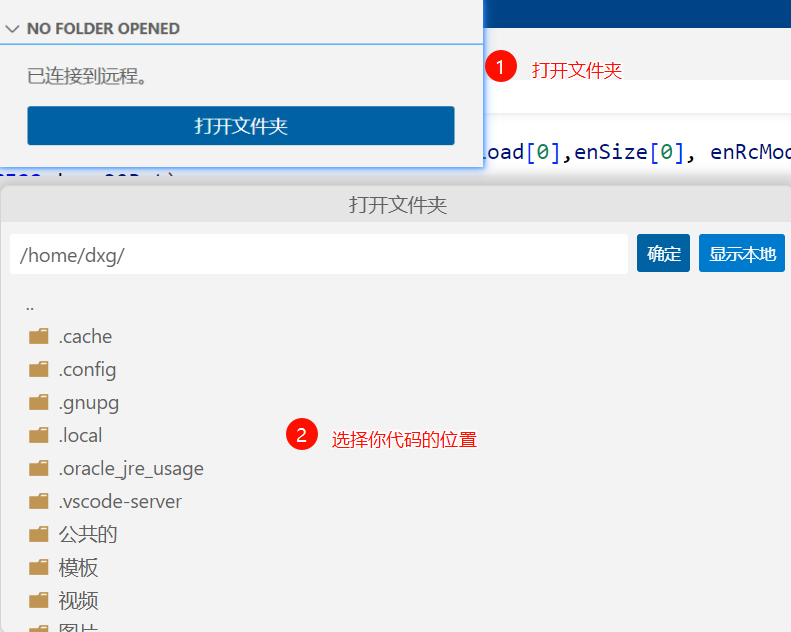 NO FOLDER OPENED
已连接到远程。
打开文件夹
1 打开文件夹
oad[0],enSize[0], enRcMod
打开文件夹
/home/dxg/
确定
显示本地
..
.cache
.config
.gnupg
.local
.oracle_jre_usage
.vscode-server
公共的
模板
视频
图片
2 选择你代码的位置